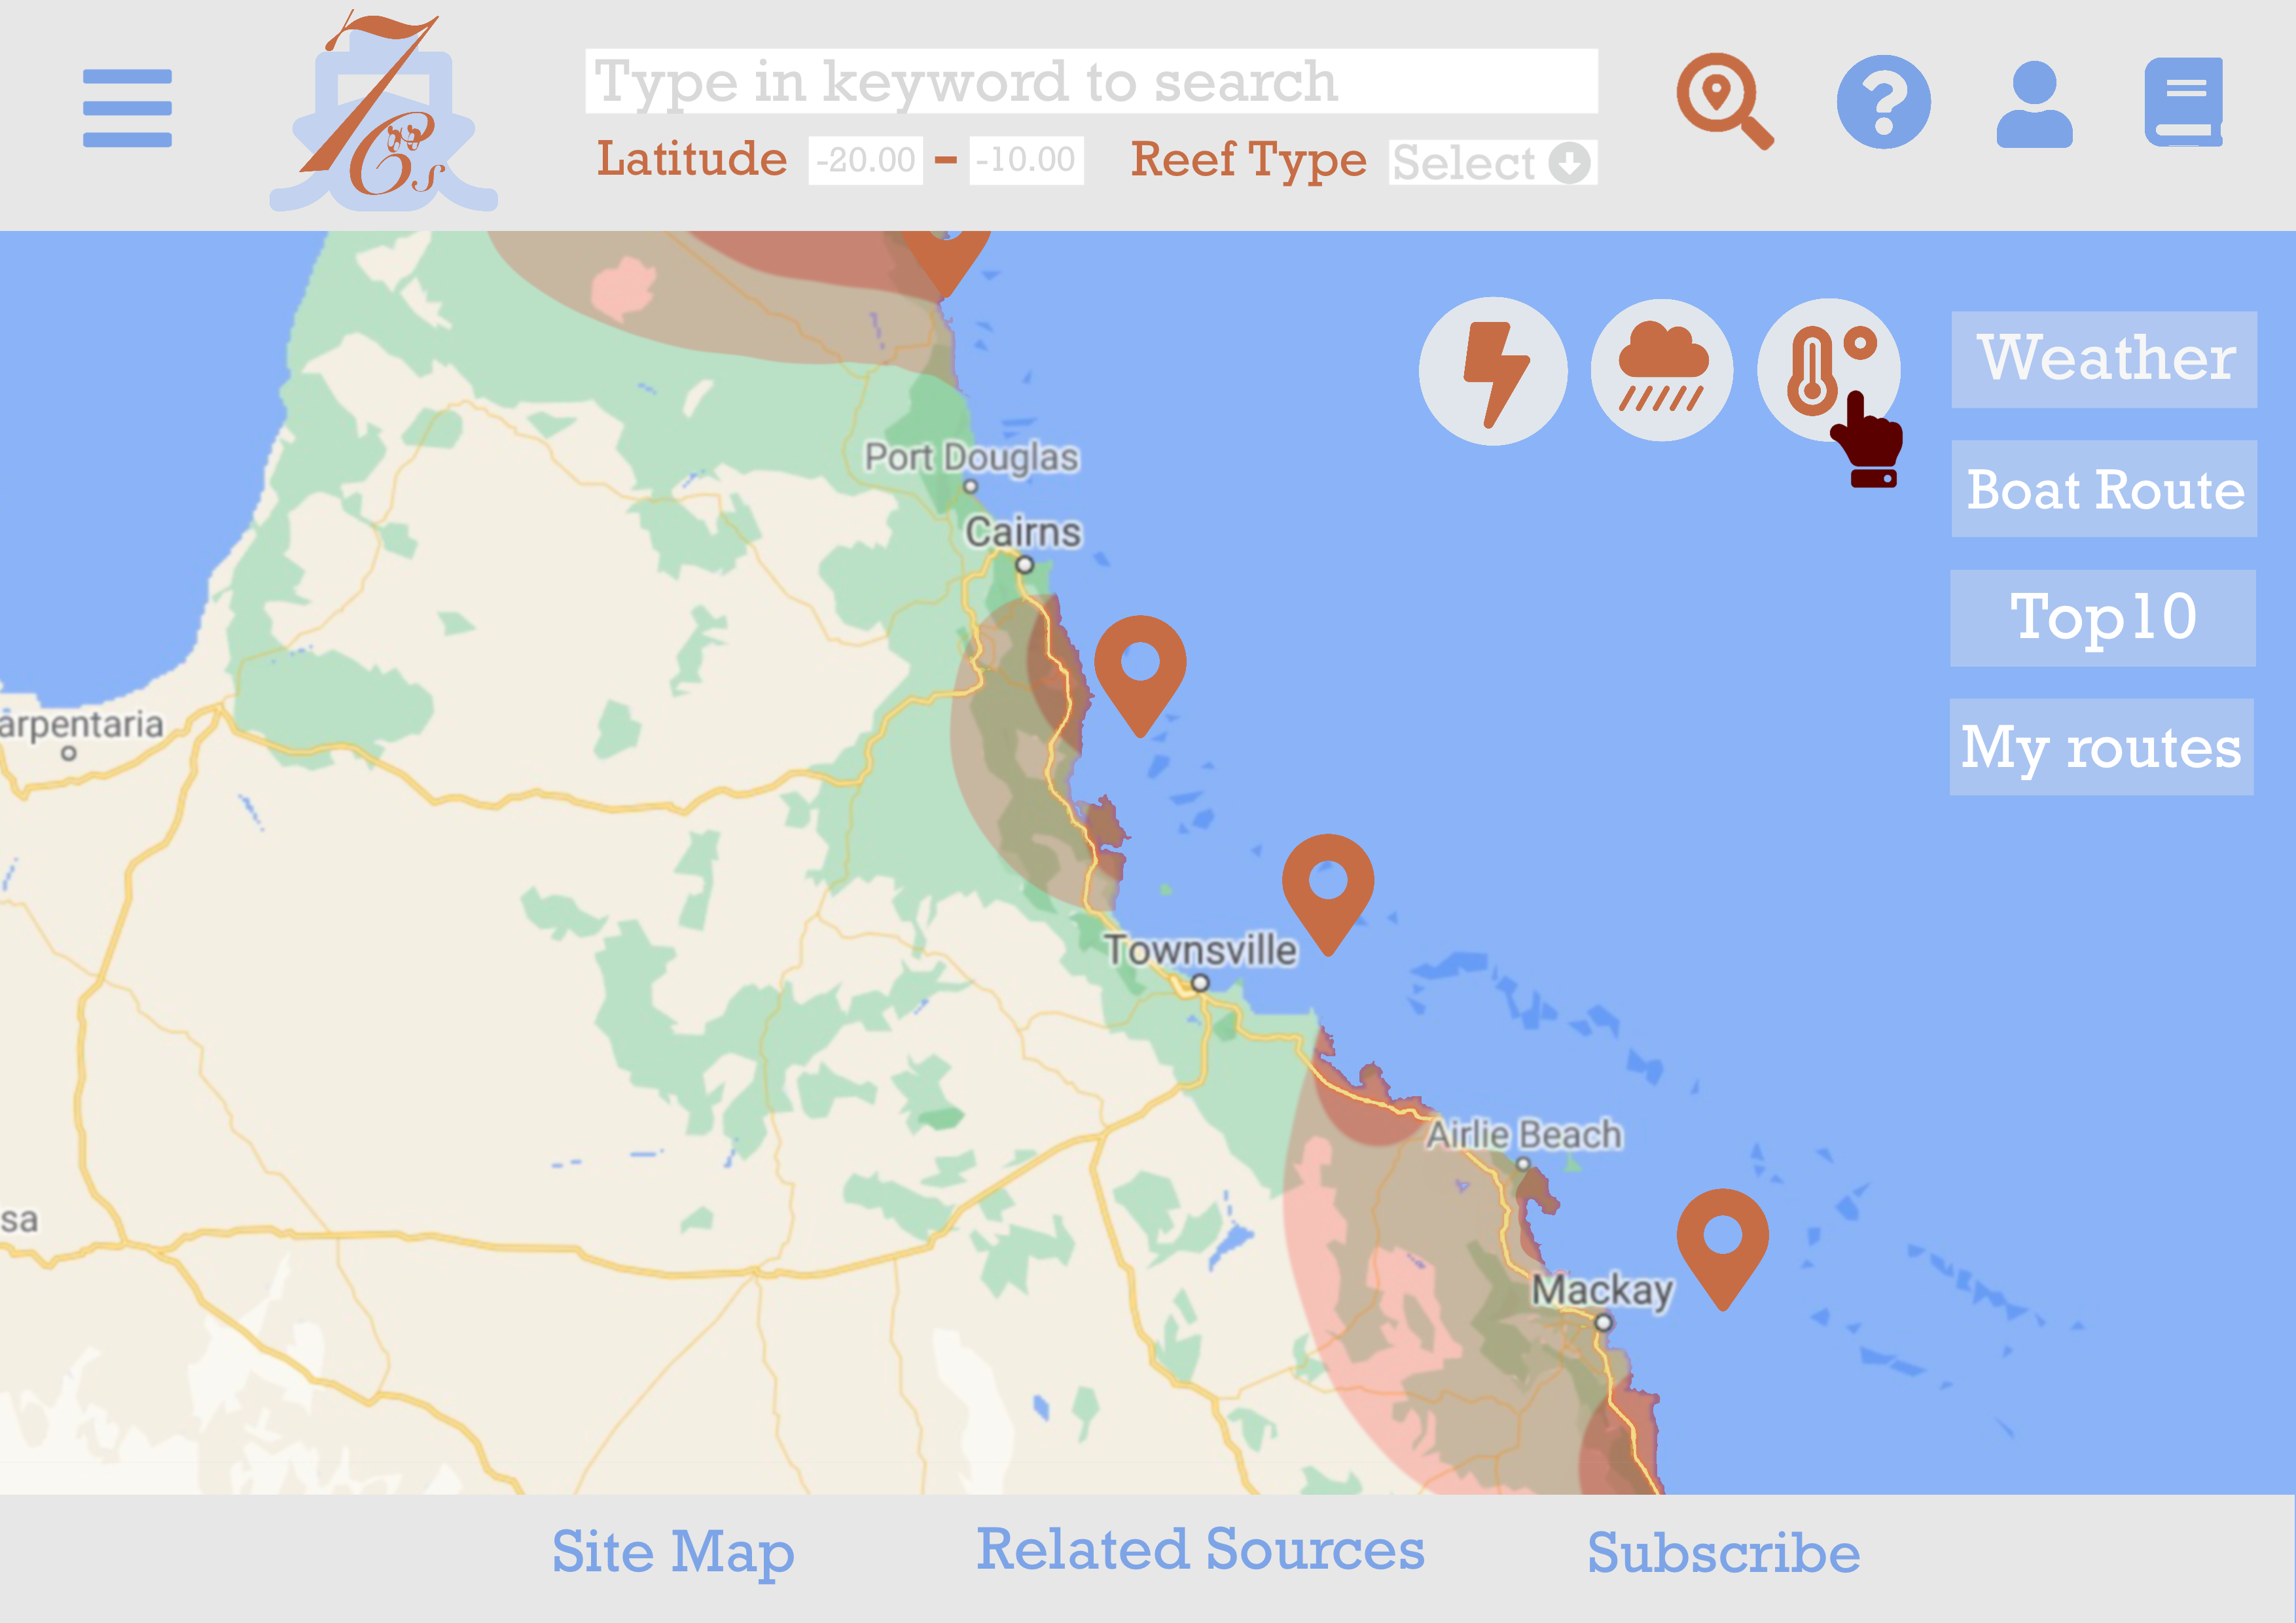 Type in keyword to search
Latitude -20.00 - -10.00 Reef Type Select
Weather
Boat Route
Top10
My routes
Port Douglas
Cairns
arpentaria
Townsville
Airlie Beach
sa
Mackay
Site Map Related Sources Subscribe